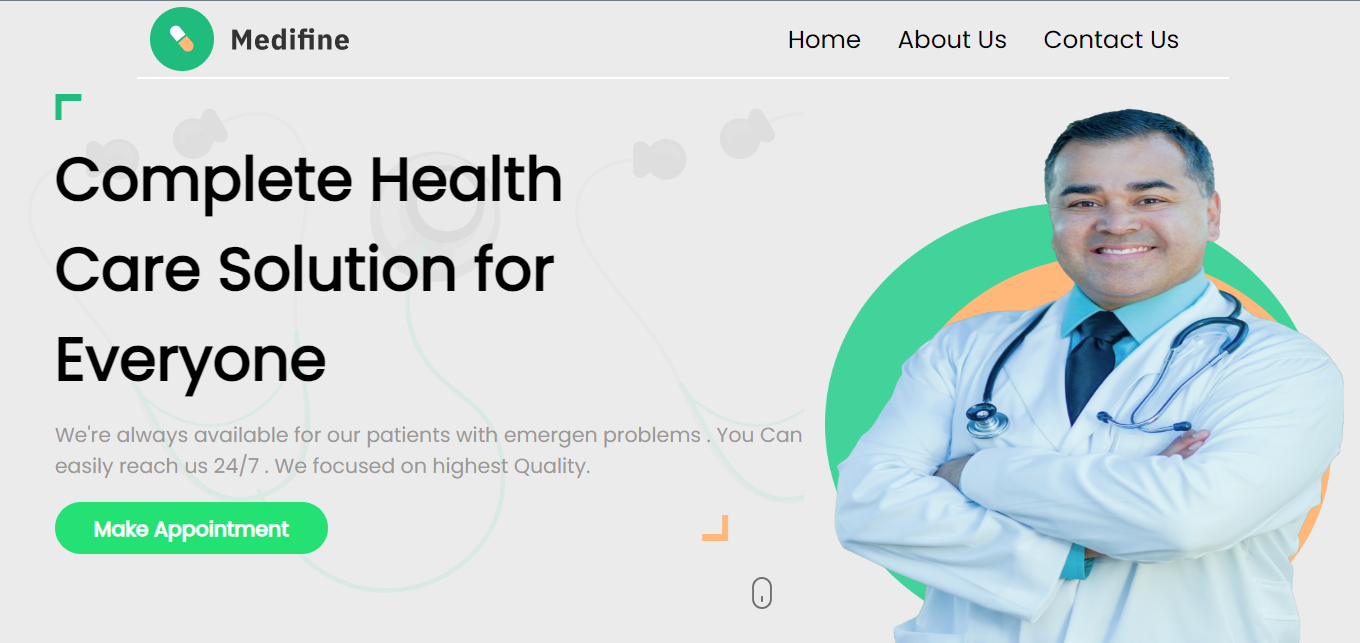 Medifine
Home About Us Contact Us
Complete Health
Care Solution for
Everyone
We're always available for our patients with emergen problems . You Can
easily reach us 24/7 . We focused on highest Quality.
Make Appointment